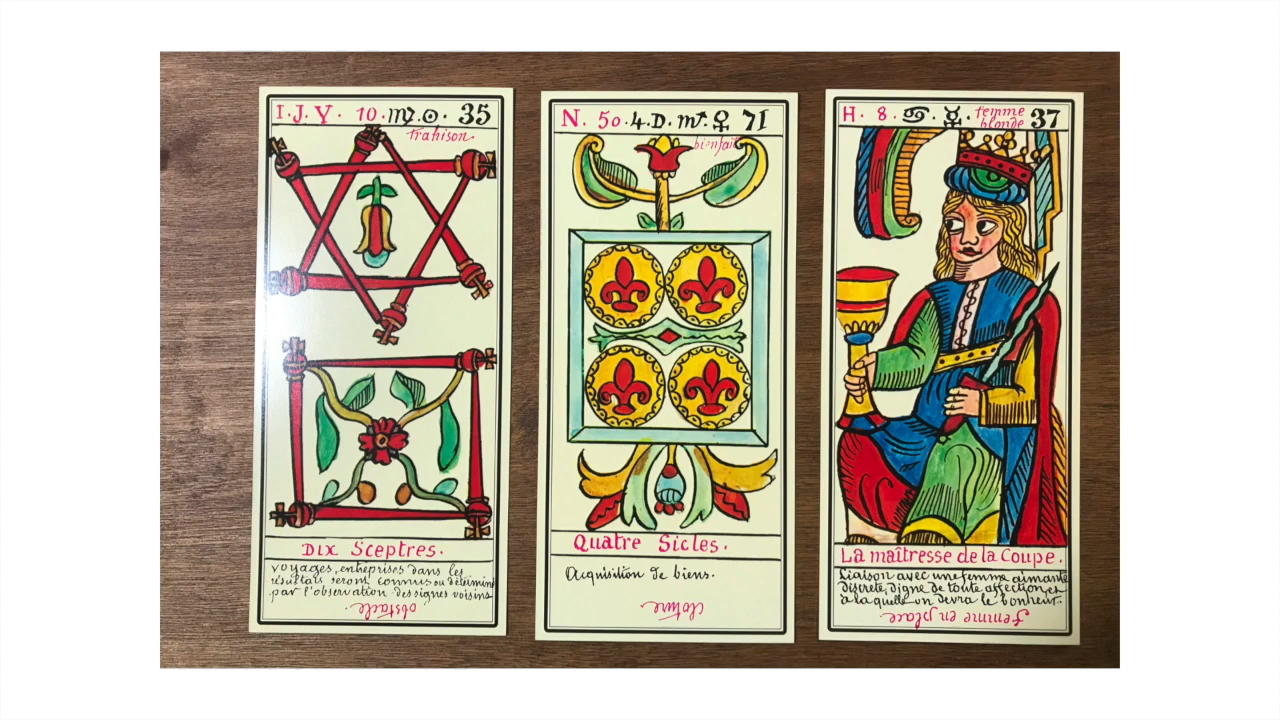 I. J. Y. 10. ♏ ☉. 35
trahison
Dix Sceptres.
voyages, entreprises dans les
résultats seront connus ou déterminés
par l'observation des signes voisins
obstacle.
N. 50. 4. D. ♀ 71
bienfait
Quatre Sicles.
Acquisition de biens.
cloture.
H. 8. ♋. ☿. femme
blonde 37
La maîtresse de la Coupe.
Liaison avec une femme aimante
discrète, digne de toute affection, et
à laquelle on devra le bonheur.
femme en place.